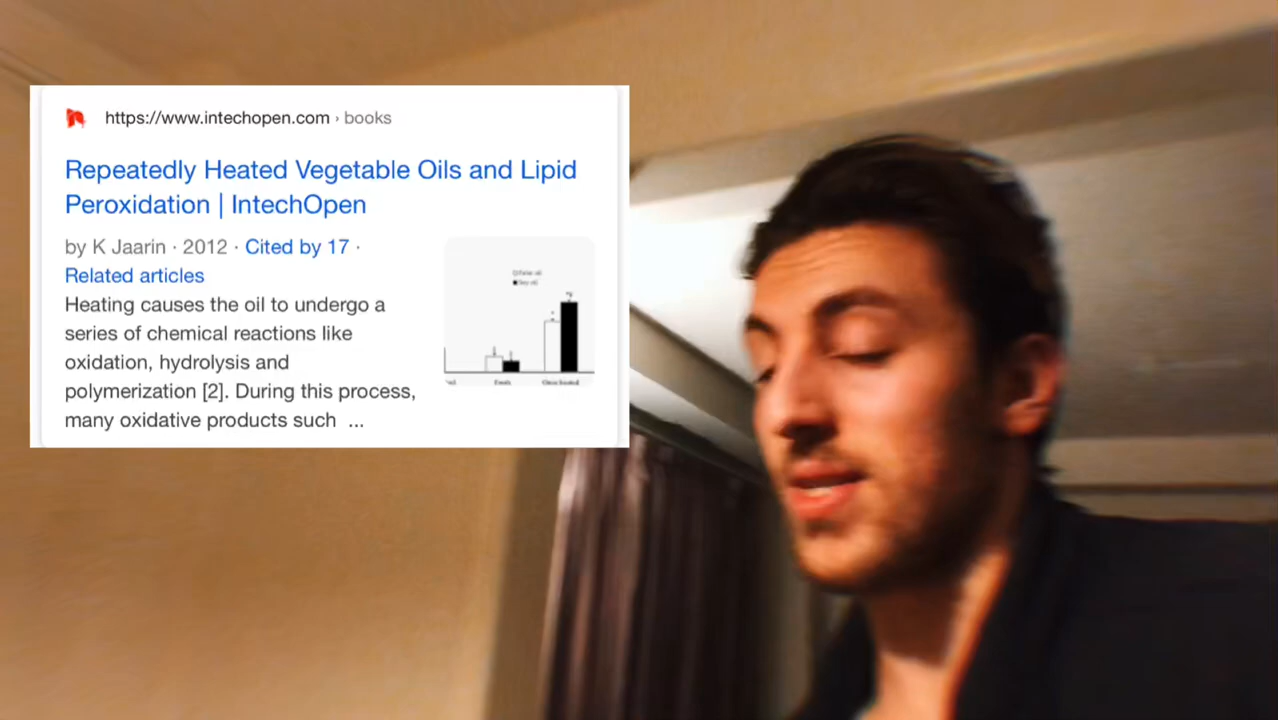 https://www.intechopen.com › books
Repeatedly Heated Vegetable Oils and Lipid
Peroxidation | IntechOpen
by K Jaarin · 2012 · Cited by 17 ·
Related articles
Heating causes the oil to undergo a
series of chemical reactions like
oxidation, hydrolysis and
polymerization [2]. During this process,
many oxidative products such ...
Fresh